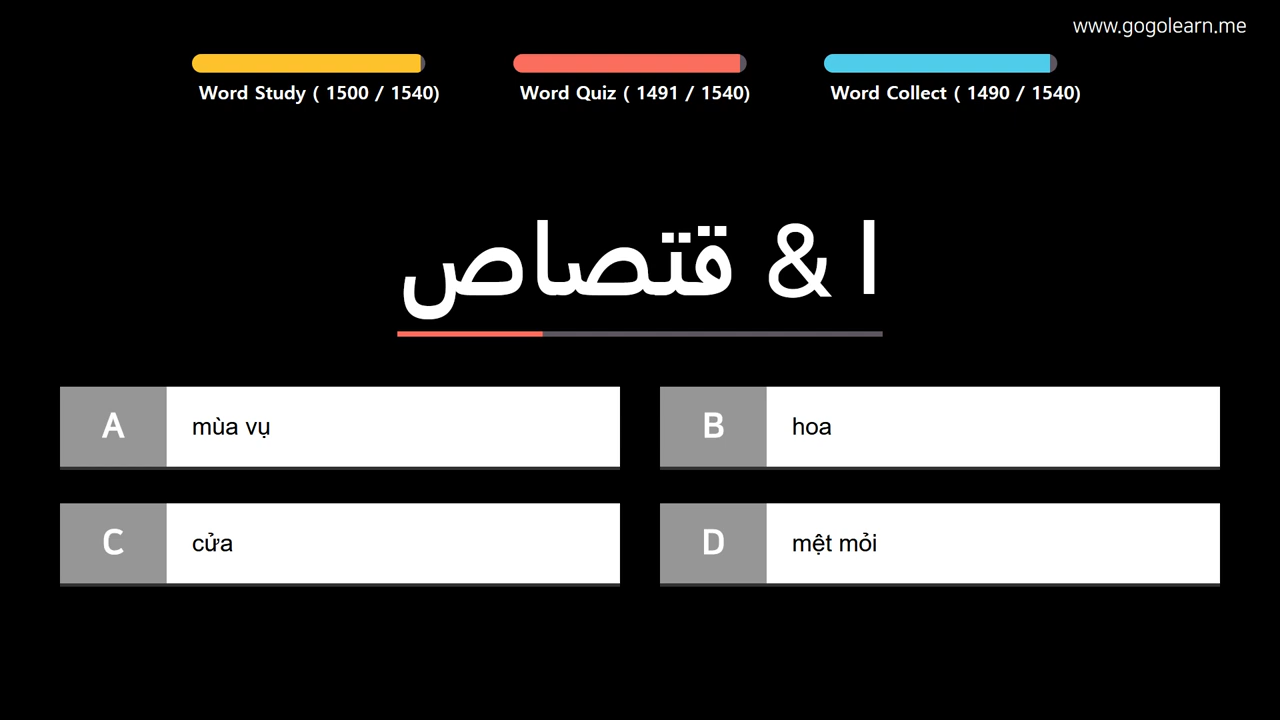 www.gogolearn.me
Word Study ( 1500 / 1540)
Word Quiz ( 1491 / 1540)
Word Collect ( 1490 / 1540)
ا & قتصاص
A mùa vụ
B hoa
C cửa
D mệt mỏi